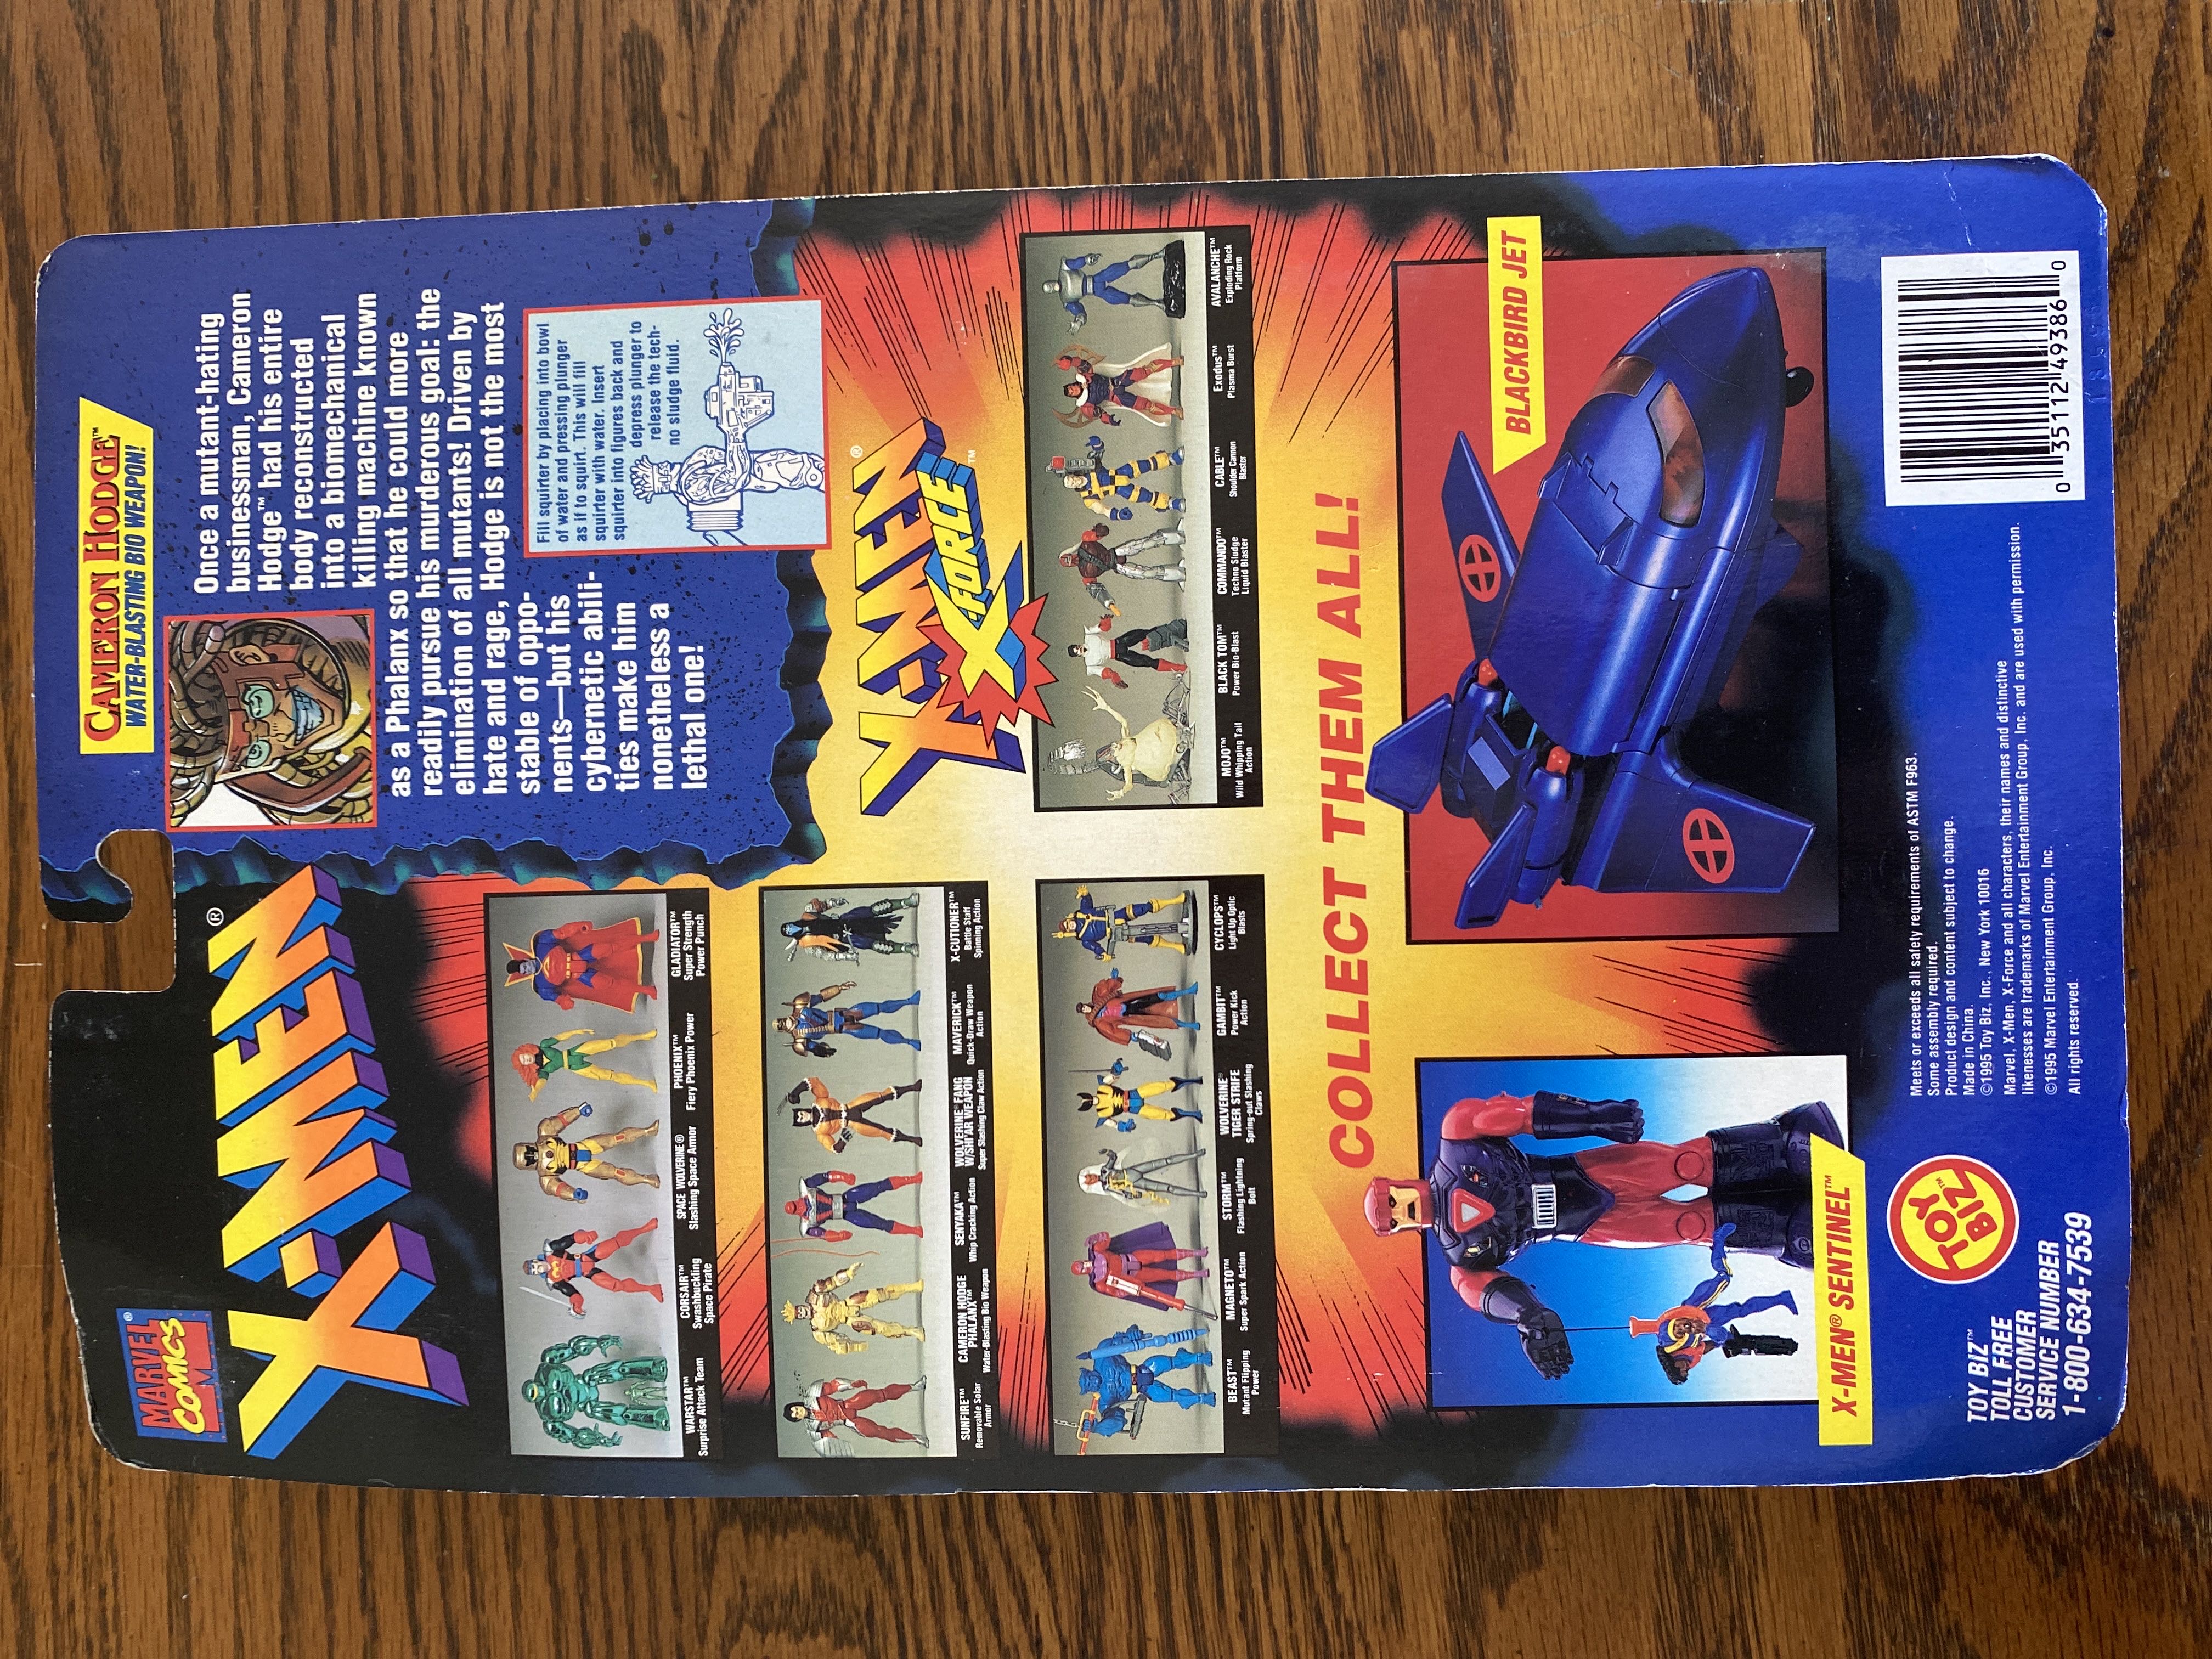 MARVEL®
COMICS
X-MEN®
CAMERON HODGE™
WATER-BLASTING BIO WEAPON!
Once a mutant-hating
businessman, Cameron
Hodge™ had his entire
body reconstructed
into a biomechanical
killing machine known
as a Phalanx so that he could more
readily pursue his murderous goal: the
elimination of all mutants! Driven by
hate and rage, Hodge is not the most
stable of oppo-
nents—but his
cybernetic abili-
ties make him
nonetheless a
lethal one!
Fill squirter by placing into bowl
of water and pressing plunger
as if to squirt. This will fill
squirter with water. Insert
squirter into figures back and
depress plunger to
release the tech-
no sludge fluid.
WARSTAR™
Surprise Attack Team
CORSAIR™
Swashbuckling
Space Pirate
SPACE WOLVERINE®
Slashing Space Armor
PHOENIX™
Fiery Phoenix Power
GLADIATOR™
Super Strength
Power Punch
SUNFIRE™
Removable Solar
Armor
CAMERON HODGE
PHALANX™
Water-Blasting Bio Weapon
SENYAKA™
Whip Cracking Action
WOLVERINE® FANG
W/SHI'AR WEAPON
Super Slashing Claw Action
MAVERICK™
Quick-Draw Weapon
Action
X-CUTIONER™
Battle Staff
Spinning Action
BEAST™
Mutant Flipping
Power
MAGNETO™
Super Spark Action
STORM™
Flashing Lightning
Bolt
WOLVERINE®
TIGER STRIFE
Spring-out Slashing
Claws
GAMBIT™
Power Kick
Action
CYCLOPS™
Light Up Optic
Blasts
X-MEN®
X-FORCE™
MOJO™
Wild Whipping Tail
Action
BLACK TOM™
Power Bio-Blast
COMMANDO™
Techno Sludge
Liquid Blaster
CABLE™
Shoulder Cannon
Blaster
EXODUS™
Plasma Burst
AVALANCHE™
Exploding Rock
Platform
COLLECT THEM ALL!
X-MEN® SENTINEL™
BLACKBIRD JET
TOY BIZ™
TOY BIZ™
TOLL FREE
CUSTOMER
SERVICE NUMBER
1-800-634-7539
Meets or exceeds all safety requirements of ASTM F963.
Some assembly required.
Product design and content subject to change.
Made in China.
©1995 Toy Biz, Inc., New York 10016
Marvel, X-Men, X-Force and all characters, their names and distinctive
likenesses are trademarks of Marvel Entertainment Group, Inc. and are used with permission.
©1995 Marvel Entertainment Group, Inc.
All rights reserved.
0 35112 49386 0